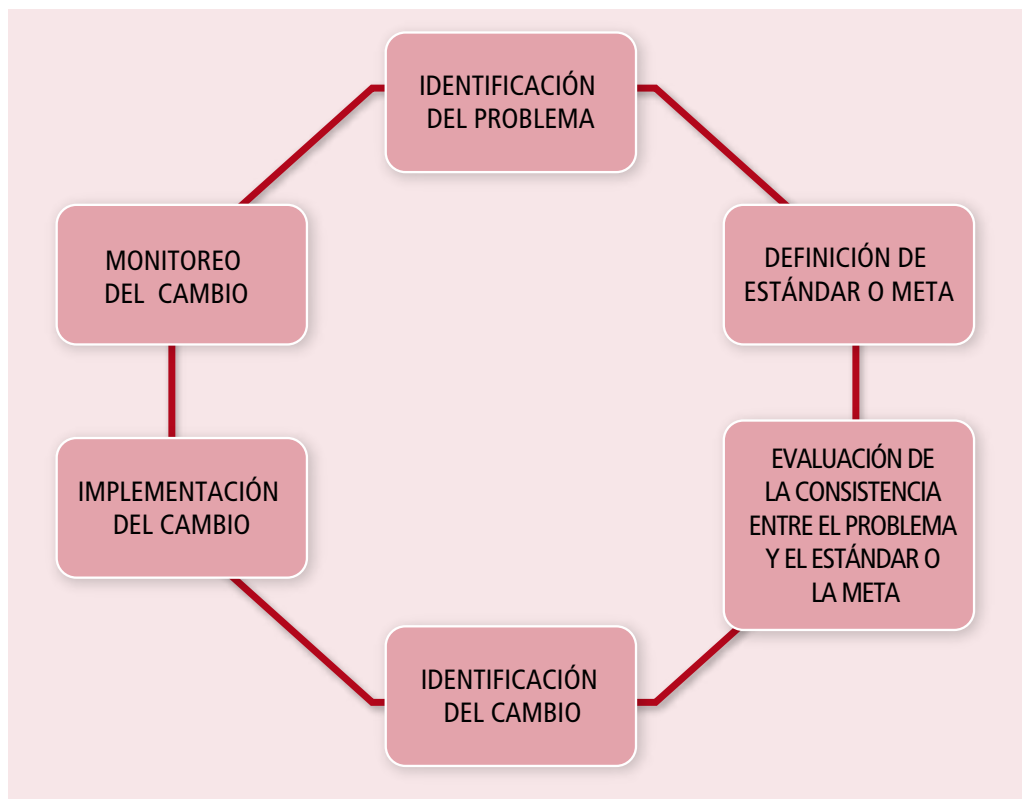 IDENTIFICACIÓN
DEL PROBLEMA
DEFINICIÓN DE
ESTÁNDAR O META
EVALUACIÓN DE
LA CONSISTENCIA
ENTRE EL PROBLEMA
Y EL ESTÁNDAR O
LA META
IDENTIFICACIÓN
DEL CAMBIO
IMPLEMENTACIÓN
DEL CAMBIO
MONITOREO
DEL CAMBIO